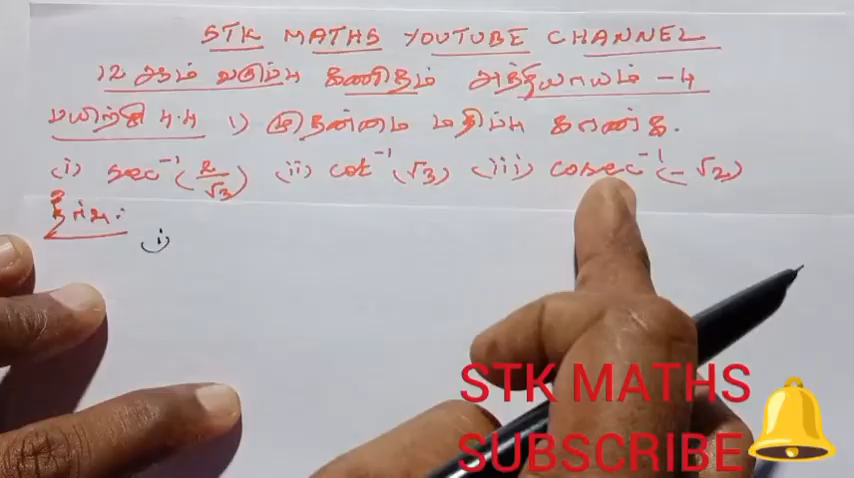 STK MATHS YOUTUBE CHANNEL
12 ஆம் வகுப்பு கணிதம் அத்தியாயம் - 4
பயிற்சி 4.4 1) முதன்மை மதிப்பு காண்க.
(i) sec⁻¹(2/√3) (ii) cot⁻¹(√3) (iii) cosec⁻¹(-√2)
தீர்வு:
i)
STK MATHS
SUBSCRIBE